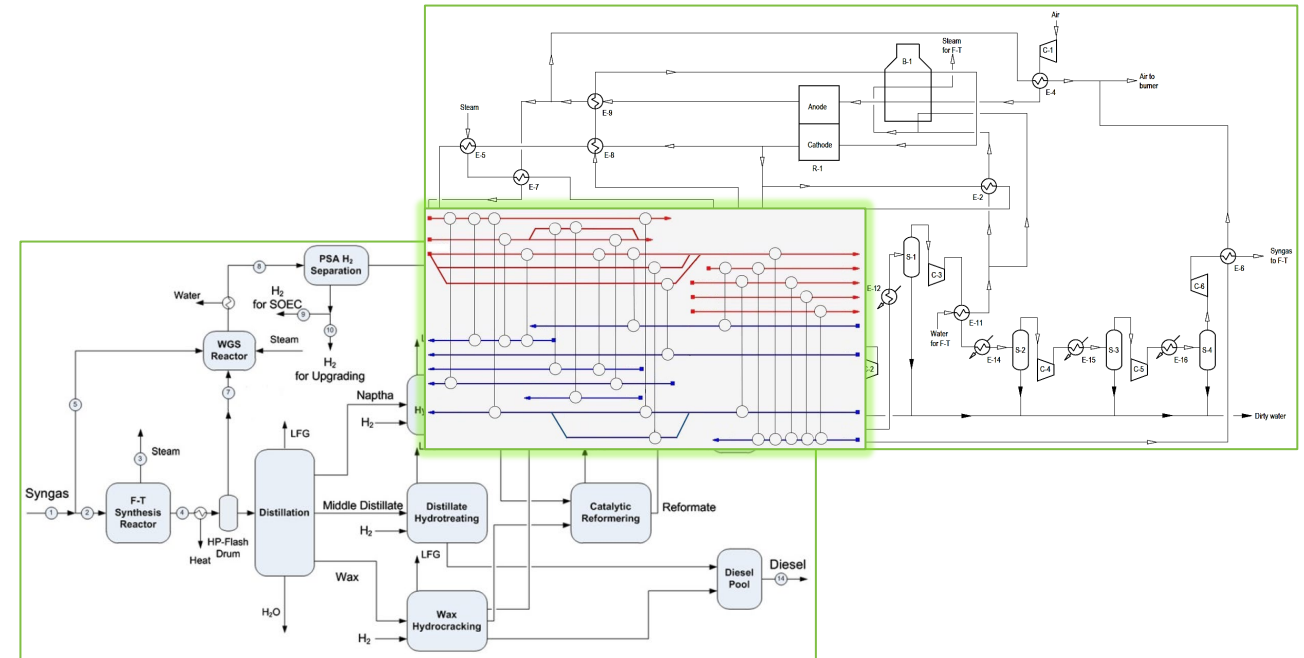 Air
C-1
Steam
for F-T
B-1
E-4
Air to
burner
Anode
E-9
Steam
Cathode
E-5
E-8
R-1
E-7
E-2
S-1
C-3
E-12
E-11
Water
for F-T
C-6
E-6
Syngas
to F-T
E-14
S-2
C-4
E-15
S-3
C-5
E-16
S-4
C-2
Dirty water
PSA H2
Separation
8
Water
H2
for SOEC
9
10
WGS
Reactor
Steam
H2
for Upgrading
5
7
Naptha
H2
LFG
Steam
3
Syngas
1
2
F-T
Synthesis
Reactor
4
HP-Flash
Drum
Heat
Distillation
Middle Distillate
H2
Distillate
Hydrotreating
Catalytic
Reformering
Reformate
LFG
Wax
H2O
H2
Wax
Hydrocracking
Diesel
Pool
Diesel
14